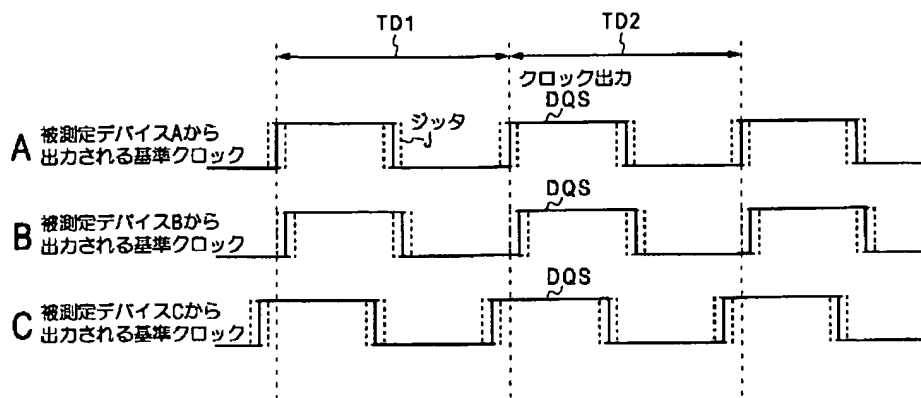 TD1
TD2
クロック出力
DQS
ジッタ
A 被測定デバイスAから
出力される基準クロック
DQS
B 被測定デバイスBから
出力される基準クロック
DQS
C 被測定デバイスCから
出力される基準クロック